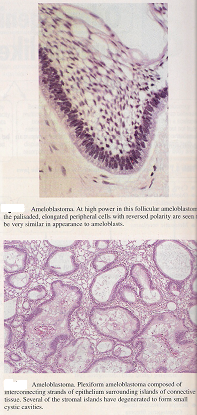 Ameloblastoma. At high power in this follicular ameloblastoma
the palisaded, elongated peripheral cells with reversed polarity are seen
be very similar in appearance to ameloblasts.
Ameloblastoma. Plexiform ameloblastoma composed of
interconnecting strands of epithelium surrounding islands of connective
tissue. Several of the stromal islands have degenerated to form small
cystic cavities.